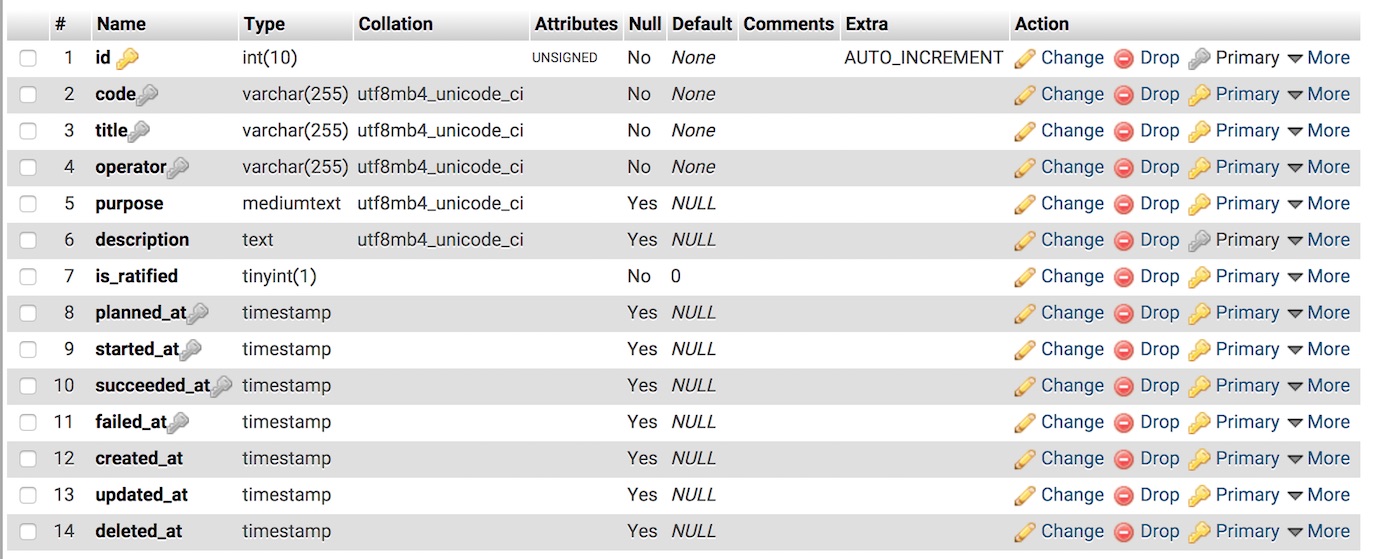 # Name Type Collation Attributes Null Default Comments Extra Action
1 id int(10) UNSIGNED No None AUTO_INCREMENT Change Drop Primary More
2 code varchar(255) utf8mb4_unicode_ci No None Change Drop Primary More
3 title varchar(255) utf8mb4_unicode_ci No None Change Drop Primary More
4 operator varchar(255) utf8mb4_unicode_ci No None Change Drop Primary More
5 purpose mediumtext utf8mb4_unicode_ci Yes NULL Change Drop Primary More
6 description text utf8mb4_unicode_ci Yes NULL Change Drop Primary More
7 is_ratified tinyint(1) No 0 Change Drop Primary More
8 planned_at timestamp Yes NULL Change Drop Primary More
9 started_at timestamp Yes NULL Change Drop Primary More
10 succeeded_at timestamp Yes NULL Change Drop Primary More
11 failed_at timestamp Yes NULL Change Drop Primary More
12 created_at timestamp Yes NULL Change Drop Primary More
13 updated_at timestamp Yes NULL Change Drop Primary More
14 deleted_at timestamp Yes NULL Change Drop Primary More